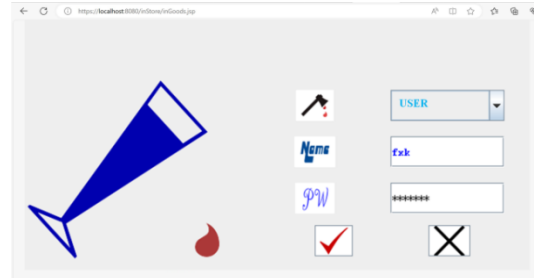 https://localhost:8080/inStore/inGoods.jsp
USER
Name
fxk
PW
*******